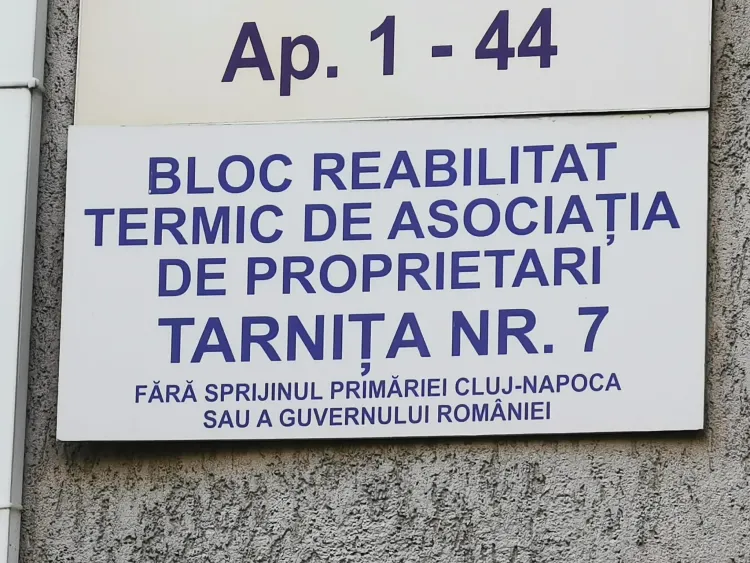 Ap. 1 - 44
BLOC REABILITAT
TERMIC DE ASOCIAȚIA
DE PROPRIETARI
TARNIȚA NR. 7
FĂRĂ SPRIJINUL PRIMĂRIEI CLUJ-NAPOCA
SAU A GUVERNULUI ROMÂNIEI